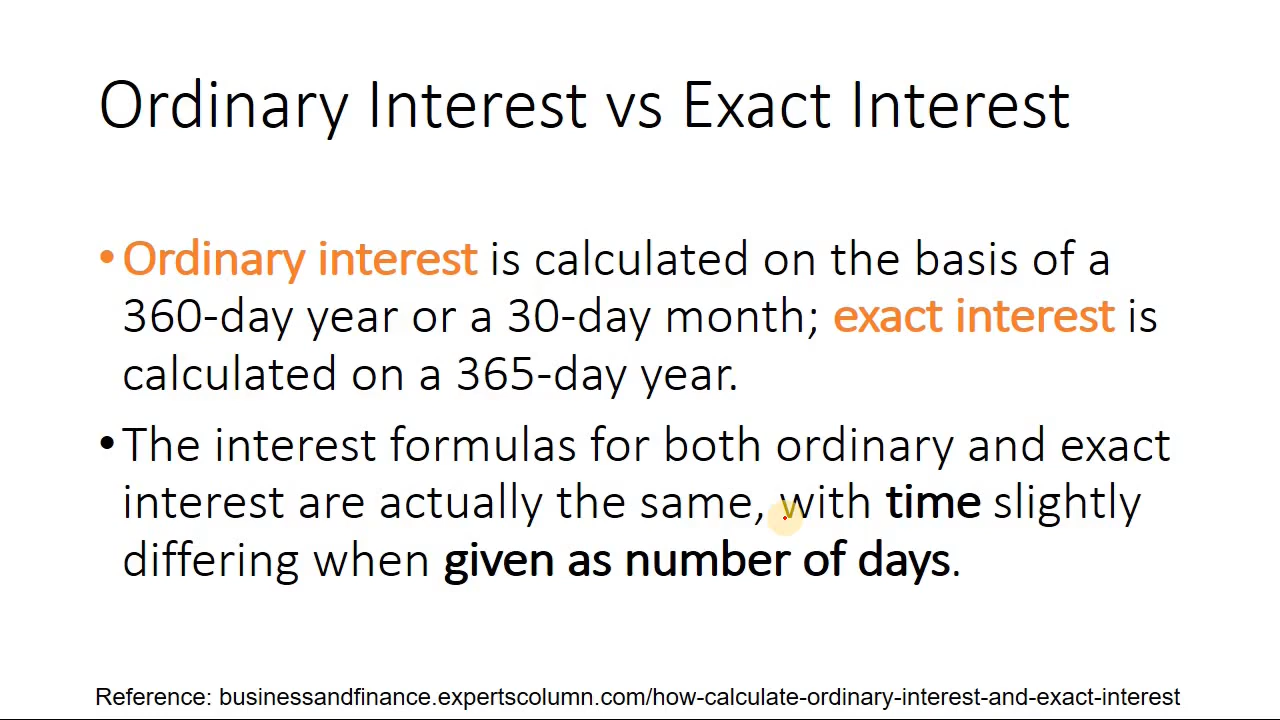 Ordinary Interest vs Exact Interest
•Ordinary interest is calculated on the basis of a
360-day year or a 30-day month; exact interest is
calculated on a 365-day year.
•The interest formulas for both ordinary and exact
interest are actually the same, with time slightly
differing when given as number of days.
Reference: businessandfinance.expertscolumn.com/how-calculate-ordinary-interest-and-exact-interest